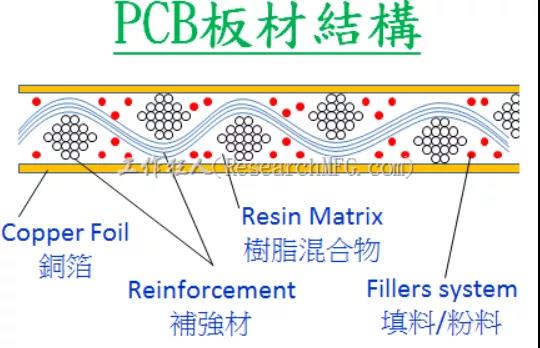 PCB板材結構
工作狂人(ResearchMFG.com)
Copper Foil
銅箔
Reinforcement
補強材
Resin Matrix
樹脂混合物
Fillers system
填料/粉料